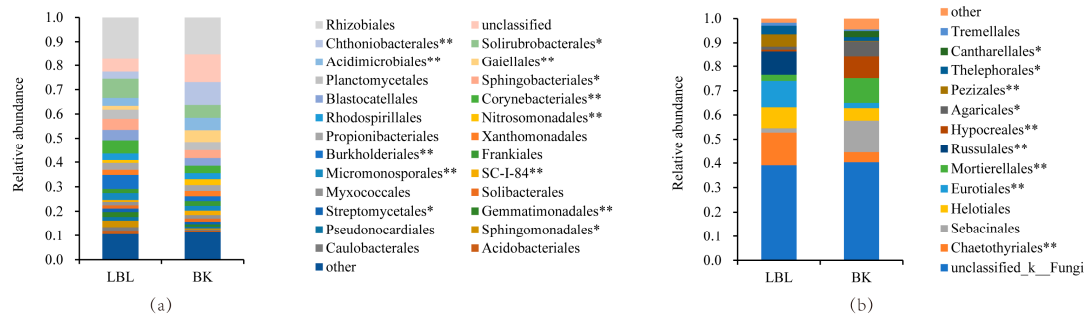 Relative abundance
1.0
0.9
0.8
0.7
0.6
0.5
0.4
0.3
0.2
0.1
0.0
LBL BK
(a)
Rhizobiales unclassified
Chthoniobacterales** Solirubrobacterales*
Acidimicrobiales** Gaiellales**
Planctomycetales Sphingobacteriales*
Blastocatellales Corynebacteriales**
Rhodospirillales Nitrosomonadales**
Propionibacteriales Xanthomonadales
Burkholderiales** Frankiales
Micromonosporales** SC-I-84**
Myxococcales Solibacterales
Streptomycetales* Gemmatimonadales**
Pseudonocardiales Sphingomonadales*
Caulobacterales Acidobacteriales
other
Relative abundance
1.0
0.9
0.8
0.7
0.6
0.5
0.4
0.3
0.2
0.1
0.0
LBL BK
(b)
other
Tremellales
Cantharellales*
Thelephorales*
Pezizales**
Agaricales*
Hypocreales**
Russulales**
Mortierellales**
Eurotiales**
Helotiales
Sebacinales
Chaetothyriales**
unclassified_k__Fungi